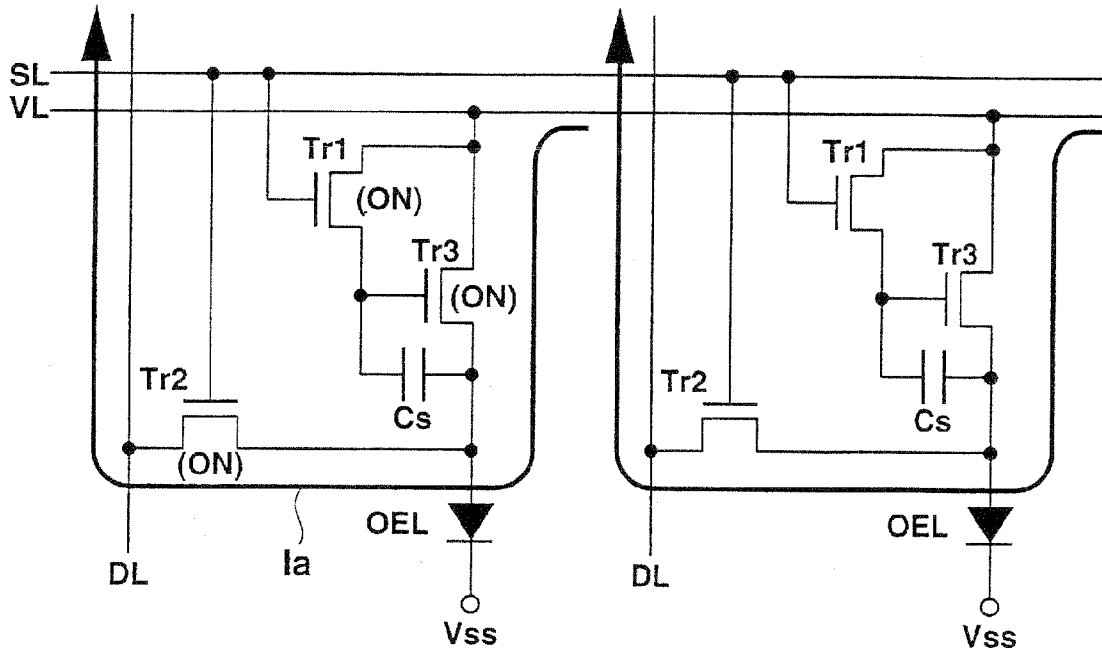 SL
VL
Tr1
(ON)
Tr3
(ON)
Tr2
(ON)
Cs
OEL
Ia
DL
Vss
Tr1
Tr3
Tr2
Cs
OEL
DL
Vss